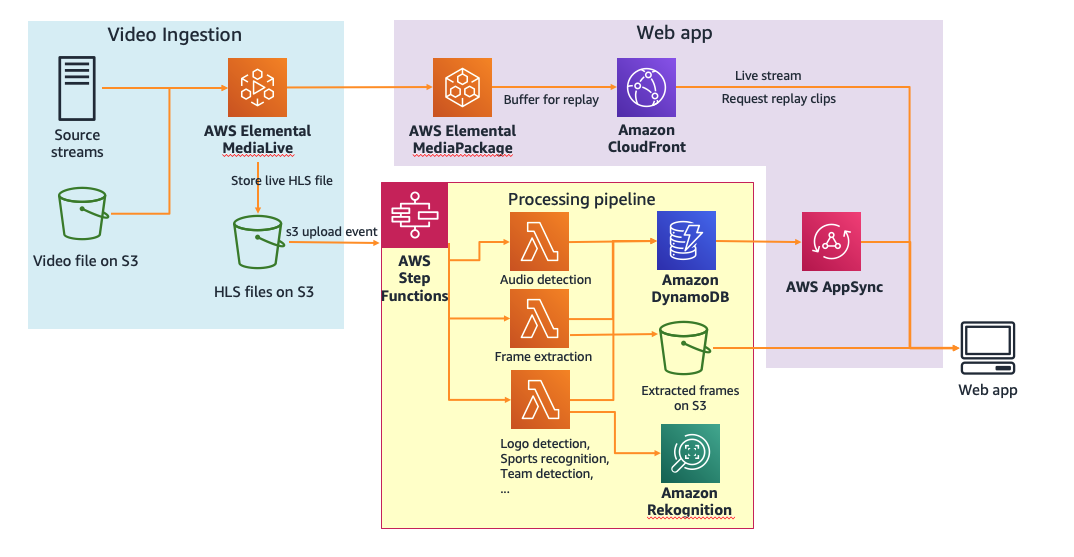 Video Ingestion
Source
streams
AWS Elemental
MediaLive
Store live HLS file
Video file on S3
HLS files on S3
s3 upload event
Web app
AWS Elemental
MediaPackage
Buffer for replay
Amazon
CloudFront
Live stream
Request replay clips
Processing pipeline
AWS
Step
Functions
Audio detection
Frame extraction
Logo detection,
Sports recognition,
Team detection,
...
Amazon
DynamoDB
Extracted frames
on S3
Amazon
Rekognition
AWS AppSync
Web app